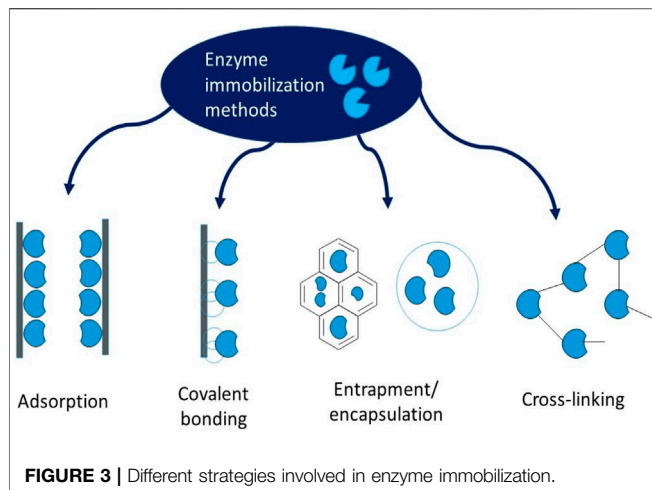 Enzyme
immobilization
methods
Adsorption
Covalent
bonding
Entrapment/
encapsulation
Cross-linking
FIGURE 3 | Different strategies involved in enzyme immobilization.